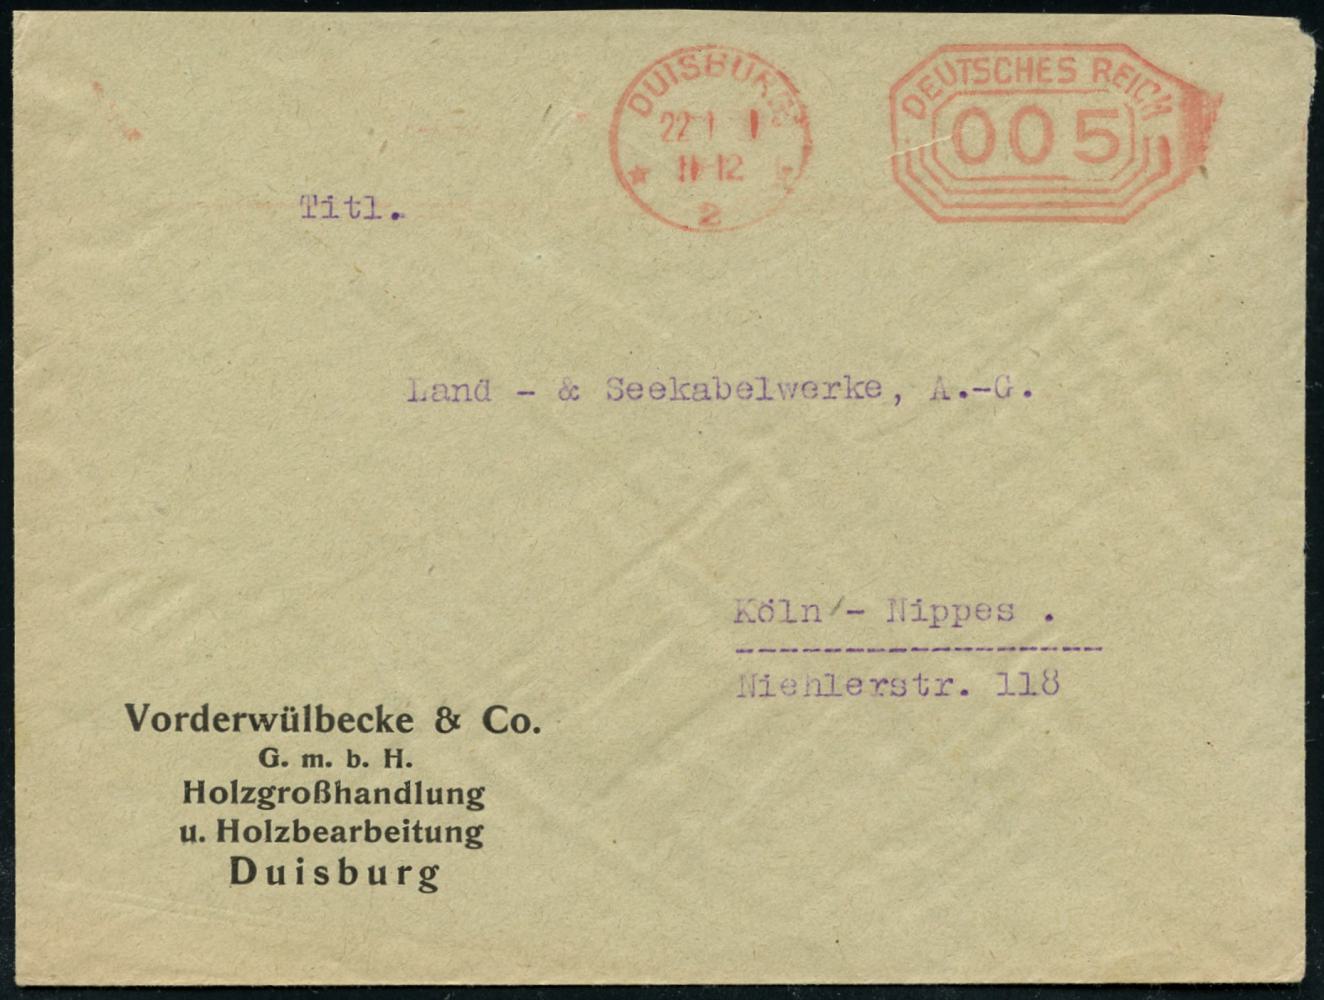 DUISBURG
22 1
11-12
2
DEUTSCHES REICH
005
Titl.
Land - & Seekabelwerke, A.-G.
Köln - Nippes .
Niehlerstr. 118
Vorderwülbecke & Co.
G. m. b. H.
Holzgroßhandlung
u. Holzbearbeitung
Duisburg